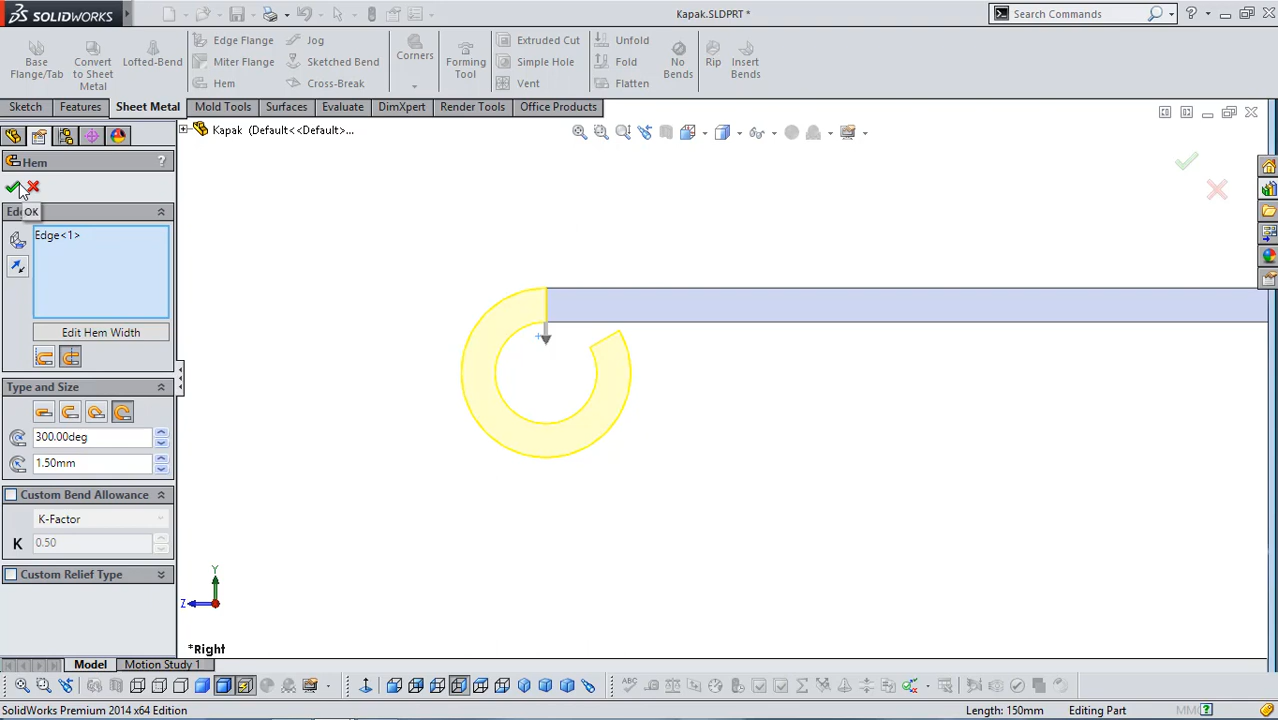 SOLIDWORKS
Kapak.SLDPRT *
Search Commands
Base Flange/Tab
Convert to Sheet Metal
Lofted-Bend
Edge Flange
Miter Flange
Hem
Jog
Sketched Bend
Cross-Break
Corners
Forming Tool
Extruded Cut
Simple Hole
Vent
Unfold
Fold
Flatten
No Bends
Rip
Insert Bends
Sketch Features Sheet Metal Mold Tools Surfaces Evaluate DimXpert Render Tools Office Products
Kapak (Default<<Default>...
Hem ?
OK
Edge<1>
Edit Hem Width
Type and Size
300.00deg
1.50mm
Custom Bend Allowance
K-Factor
K 0.50
Custom Relief Type
Y
Z
*Right
Model Motion Study 1
SolidWorks Premium 2014 x64 Edition
Length: 150mm
Editing Part